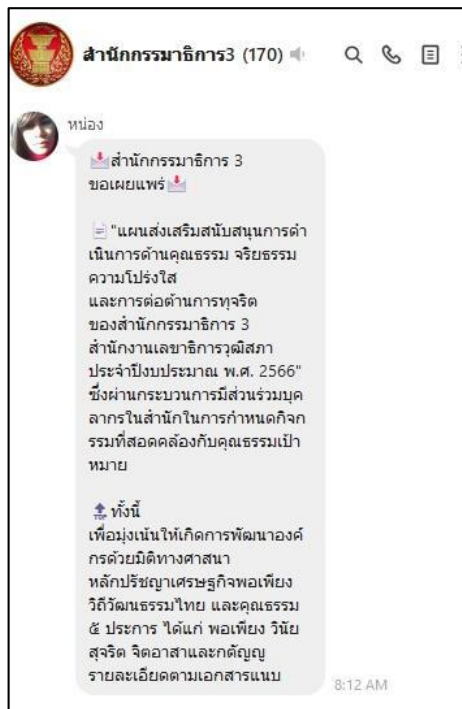 สำนักกรรมาธิการ3 (170)
หน่อง
สำนักกรรมาธิการ 3
ขอเผยแพร่
"แผนส่งเสริมสนับสนุนการดำ
เนินการด้านคุณธรรม จริยธรรม
ความโปร่งใส
และการต่อต้านการทุจริต
ของสำนักกรรมาธิการ 3
สำนักงานเลขาธิการวุฒิสภา
ประจำปีงบประมาณ พ.ศ. 2566"
ซึ่งผ่านกระบวนการมีส่วนร่วมบุค
ลากรในสำนักในการกำหนดกิจก
รรมที่สอดคล้องกับคุณธรรมเป้า
หมาย
TOP ทั้งนี้
เพื่อมุ่งเน้นให้เกิดการพัฒนาองค์
กรด้วยมิติทางศาสนา
หลักปรัชญาเศรษฐกิจพอเพียง
วิถีวัฒนธรรมไทย และคุณธรรม
๕ ประการ ได้แก่ พอเพียง วินัย
สุจริต จิตอาสาและกตัญญู
รายละเอียดตามเอกสารแนบ
8:12 AM